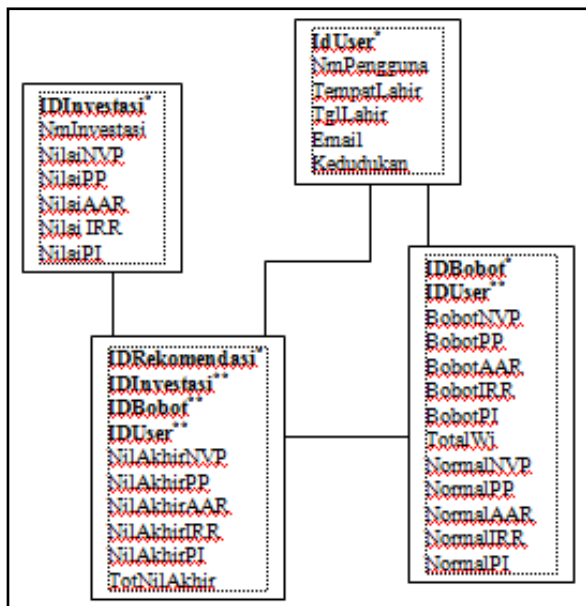 IdUser*
NmPengguna
TempatLahir
TglLahir
Email
Kedudukan
IDInvestasi*
NmInvestasi
NilaiNVP
NilaiPP
NilaiAAR
Nilai IRR
NilaiPI
IDBobot*
IDUser**
BobotNVP
BobotPP
BobotAAR
BobotIRR
BobotPI
TotalWj
NormalNVP
NormalPP
NormalAAR
NormalIRR
NormalPI
IDRekomendasi*
IDInvestasi**
IDBobot**
IDUser**
NilAkhirNVP
NilAkhirPP
NilAkhirAAR
NilAkhirIRR
NilAkhirPI
TotNilAkhir